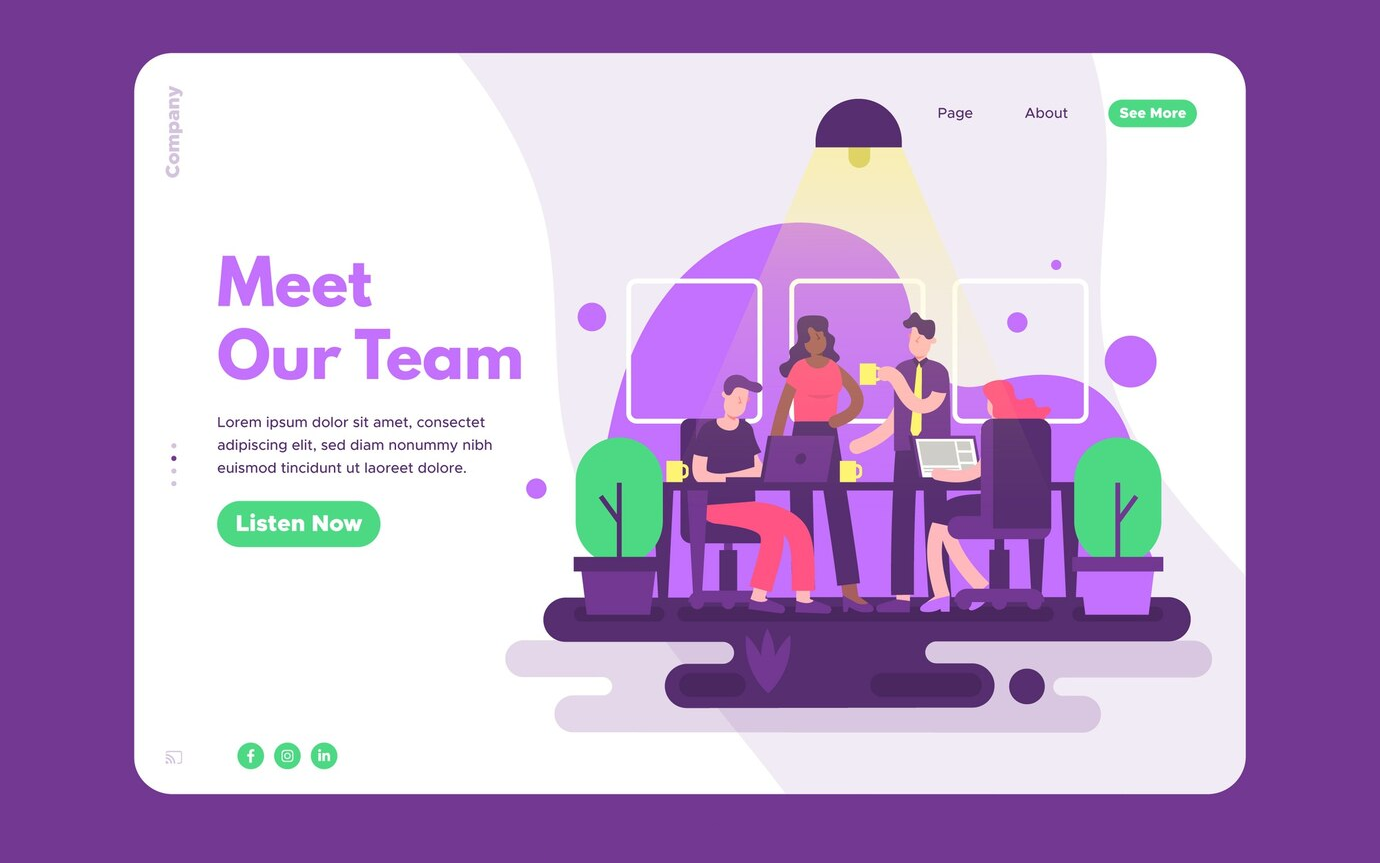 Company
Page
About
See More
Meet
Our Team
Lorem ipsum dolor sit amet, consectet
adipiscing elit, sed diam nonummy nibh
euismod tincidunt ut laoreet dolore.
Listen Now
f
in